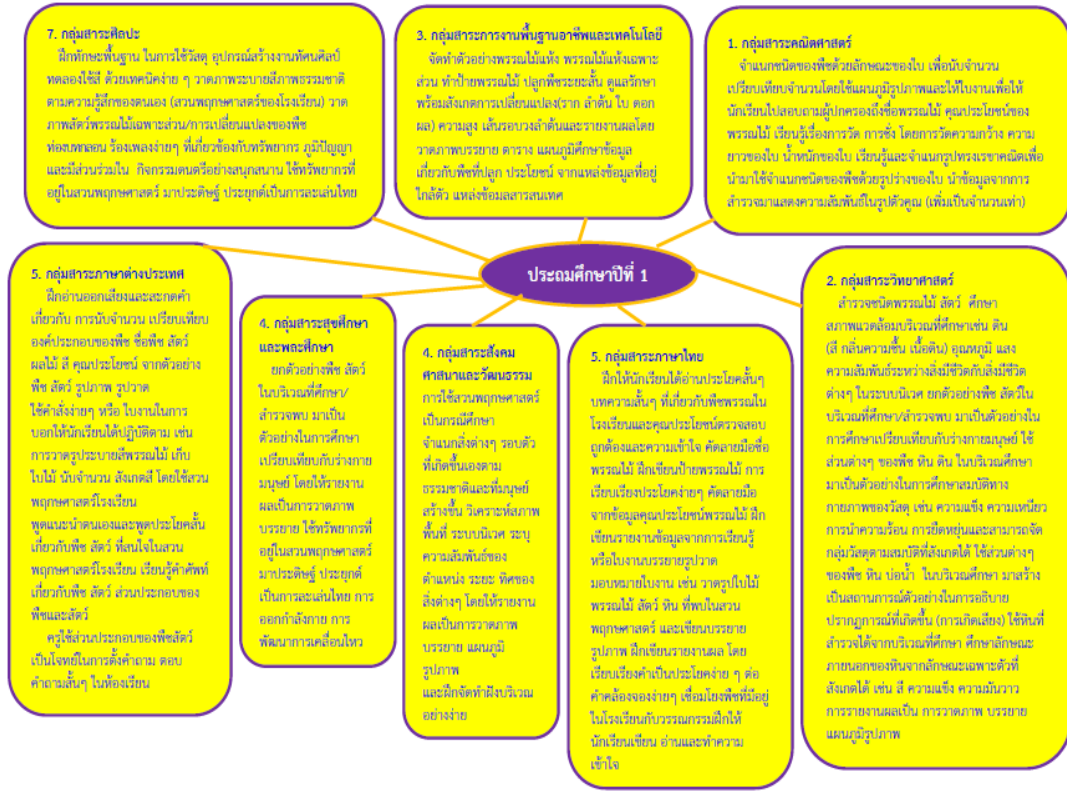 7. กลุ่มสาระศิลปะ
ฝึกทักษะพื้นฐาน ในการใช้วัสดุ อุปกรณ์สร้างงานทัศนศิลป์
ทดลองใช้สี ด้วยเทคนิคง่าย ๆ วาดภาพระบายสีภาพธรรมชาติ
ตามความรู้สึกของตนเอง (สวนพฤกษศาสตร์ของโรงเรียน) วาด
ภาพสัตว์พรรณไม้เฉพาะส่วน/การเปลี่ยนแปลงของพืช
ท่องบทกลอน ร้องเพลงง่ายๆ ที่เกี่ยวข้องกับทรัพยากร ภูมิปัญญา
และมีส่วนร่วมใน กิจกรรมดนตรีอย่างสนุกสนาน ใช้ทรัพยากรที่
อยู่ในสวนพฤกษศาสตร์ มาประดิษฐ์ ประยุกต์เป็นการละเล่นไทย
3. กลุ่มสาระการงานพื้นฐานอาชีพและเทคโนโลยี
จัดทำตัวอย่างพรรณไม้แห้ง พรรณไม้แห้งเฉพาะ
ส่วน ทำป้ายพรรณไม้ ปลูกพืชระยะสั้น ดูแลรักษา
พร้อมสังเกตการเปลี่ยนแปลง(ราก ลำต้น ใบ ดอก
ผล) ความสูง เส้นรอบวงลำต้นและรายงานผลโดย
วาดภาพบรรยาย ตาราง แผนภูมิศึกษาข้อมูล
เกี่ยวกับพืชที่ปลูก ประโยชน์ จากแหล่งข้อมูลที่อยู่
ใกล้ตัว แหล่งข้อมูลสารสนเทศ
1. กลุ่มสาระคณิตศาสตร์
จำแนกชนิดของพืชด้วยลักษณะของใบ เพื่อนับจำนวน
เปรียบเทียบจำนวนโดยใช้แผนภูมิรูปภาพและให้ใบงานเพื่อให้
นักเรียนไปสอบถามผู้ปกครองถึงชื่อพรรณไม้ คุณประโยชน์ของ
พรรณไม้ เรียนรู้เรื่องการวัด การชั่ง โดยการวัดความกว้าง ความ
ยาวของใบ น้ำหนักของใบ เรียนรู้และจำแนกรูปทรงเรขาคณิตเพื่อ
นำมาใช้จำแนกชนิดของพืชด้วยรูปร่างของใบ นำข้อมูลจากการ
สำรวจมาแสดงความสัมพันธ์ในรูปตัวคูณ (เพิ่มเป็นจำนวนเท่า)
ประถมศึกษาปีที่ 1
5. กลุ่มสาระภาษาต่างประเทศ
ฝึกอ่านออกเสียงและสะกดคำ
เกี่ยวกับ การนับจำนวน เปรียบเทียบ
องค์ประกอบของพืช ชื่อพืช สัตว์
ผลไม้ สี คุณประโยชน์ จากตัวอย่าง
พืช สัตว์ รูปภาพ รูปวาด
ใช้คำสั่งง่ายๆ หรือ ใบงานในการ
บอกให้นักเรียนได้ปฏิบัติตาม เช่น
การวาดรูประบายสีพรรณไม้ เก็บ
ใบไม้ นับจำนวน สังเกตสี โดยใช้สวน
พฤกษศาสตร์โรงเรียน
พูดแนะนำตนเองและพูดประโยคสั้น
เกี่ยวกับพืช สัตว์ ที่สนใจในสวน
พฤกษศาสตร์โรงเรียน เรียนรู้คำศัพท์
เกี่ยวกับพืช สัตว์ ส่วนประกอบของ
พืชและสัตว์
ครูใช้ส่วนประกอบของพืชสัตว์
เป็นโจทย์ในการตั้งคำถาม ตอบ
คำถามสั้นๆ ในห้องเรียน
4. กลุ่มสาระสุขศึกษา
และพละศึกษา
ยกตัวอย่างพืช สัตว์
ในบริเวณที่ศึกษา/
สำรวจพบ มาเป็น
ตัวอย่างในการศึกษา
เปรียบเทียบกับร่างกาย
มนุษย์ โดยให้รายงาน
ผลเป็นการวาดภาพ
บรรยาย ใช้ทรัพยากรที่
อยู่ในสวนพฤกษศาสตร์
มาประดิษฐ์ ประยุกต์
เป็นการละเล่นไทย การ
ออกกำลังกาย การ
พัฒนาการเคลื่อนไหว
4. กลุ่มสาระสังคม
ศาสนาและวัฒนธรรม
การใช้สวนพฤกษศาสตร์
เป็นกรณีศึกษา
จำแนกสิ่งต่างๆ รอบตัว
ที่เกิดขึ้นเองตาม
ธรรมชาติและที่มนุษย์
สร้างขึ้น วิเคราะห์สภาพ
พื้นที่ ระบบนิเวศ ระบุ
ความสัมพันธ์ของ
ตำแหน่ง ระยะ ทิศของ
สิ่งต่างๆ โดยให้รายงาน
ผลเป็นการวาดภาพ
บรรยาย แผนภูมิ
รูปภาพ
และฝึกจัดทำผังบริเวณ
อย่างง่าย
5. กลุ่มสาระภาษาไทย
ฝึกให้นักเรียนได้อ่านประโยคสั้นๆ
บทความสั้นๆ ที่เกี่ยวกับพืชพรรณใน
โรงเรียนและคุณประโยชน์ตรวจสอบ
ถูกต้องและความเข้าใจ คัดลายมือชื่อ
พรรณไม้ ฝึกเขียนป้ายพรรณไม้ การ
เรียบเรียงประโยคง่ายๆ คัดลายมือ
จากข้อมูลคุณประโยชน์พรรณไม้ ฝึก
เขียนรายงานข้อมูลจากการเรียนรู้
หรือใบงานบรรยายรูปวาด
มอบหมายใบงาน เช่น วาดรูปใบไม้
พรรณไม้ สัตว์ หิน ที่พบในสวน
พฤกษศาสตร์ และเขียนบรรยาย
รูปภาพ ฝึกเขียนรายงานผล โดย
เรียบเรียงคำเป็นประโยคง่าย ๆ ต่อ
คำคล้องจองง่ายๆ เชื่อมโยงพืชที่มีอยู่
ในโรงเรียนกับวรรณกรรมฝึกให้
นักเรียนเขียน อ่านและทำความ
เข้าใจ
2. กลุ่มสาระวิทยาศาสตร์
สำรวจชนิดพรรณไม้ สัตว์ ศึกษา
สภาพแวดล้อมบริเวณที่ศึกษาเช่น ดิน
(สี กลิ่นความชื้น เนื้อดิน) อุณหภูมิ แสง
ความสัมพันธ์ระหว่างสิ่งมีชีวิตกับสิ่งมีชีวิต
ต่างๆ ในระบบนิเวศ ยกตัวอย่างพืช สัตว์ใน
บริเวณที่ศึกษา/สำรวจพบ มาเป็นตัวอย่างใน
การศึกษาเปรียบเทียบกับร่างกายมนุษย์ ใช้
ส่วนต่างๆ ของพืช หิน ดิน ในบริเวณศึกษา
มาเป็นตัวอย่างในการศึกษาสมบัติทาง
กายภาพของวัสดุ เช่น ความแข็ง ความเหนียว
การนำความร้อน การยืดหยุ่นและสามารถจัด
กลุ่มวัสดุตามสมบัติที่สังเกตได้ ใช้ส่วนต่างๆ
ของพืช หิน บ่อน้ำ ในบริเวณศึกษา มาสร้าง
เป็นสถานการณ์ตัวอย่างในการอธิบาย
ปรากฏการณ์ที่เกิดขึ้น (การเกิดเสียง) ใช้หินที่
สำรวจได้จากบริเวณที่ศึกษา ศึกษาลักษณะ
ภายนอกของหินจากลักษณะเฉพาะตัวที่
สังเกตได้ เช่น สี ความแข็ง ความมันวาว
การรายงานผลเป็น การวาดภาพ บรรยาย
แผนภูมิรูปภาพ